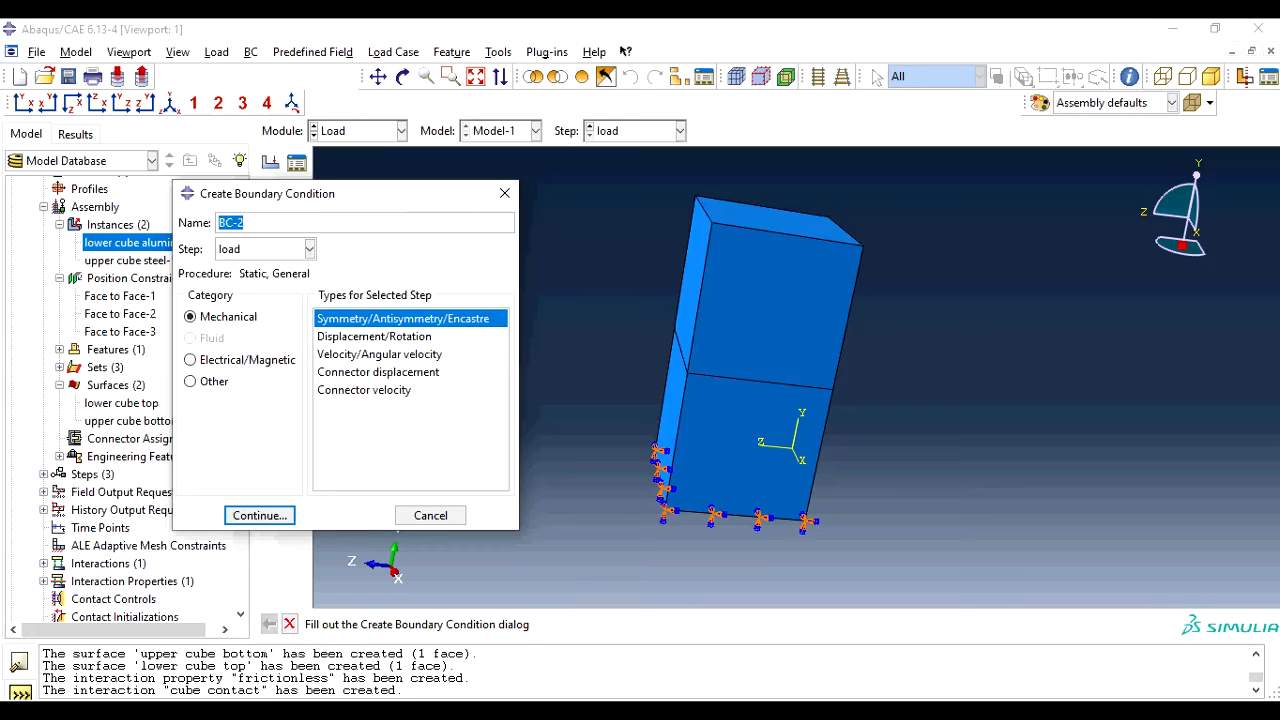 Abaqus/CAE 6.13-4 [Viewport: 1]
File Model Viewport View Load BC Predefined Field Load Case Feature Tools Plug-ins Help
All
1 2 3 4
Assembly defaults
Model Results
Module: Load Model: Model-1 Step: load
Model Database
Profiles
Assembly
Instances (2)
lower cube alumi
upper cube steel-
Position Constrai
Face to Face-1
Face to Face-2
Face to Face-3
Features (1)
Sets (3)
Surfaces (2)
lower cube top
upper cube botto
Connector Assig
Engineering Feat
Steps (3)
Field Output Reque
History Output Requ
Time Points
ALE Adaptive Mesh Constraints
Interactions (1)
Interaction Properties (1)
Contact Controls
Contact Initializations
Create Boundary Condition
Name: BC-2
Step: load
Procedure: Static, General
Category
Mechanical
Fluid
Electrical/Magnetic
Other
Types for Selected Step
Symmetry/Antisymmetry/Encastre
Displacement/Rotation
Velocity/Angular velocity
Connector displacement
Connector velocity
Continue...
Cancel
Y
Z
X
Y
Z
X
Z
X
Fill out the Create Boundary Condition dialog
SIMULIA
The surface 'upper cube bottom' has been created (1 face).
The surface 'lower cube top' has been created (1 face).
The interaction property "frictionless" has been created.
The interaction "cube contact" has been created.